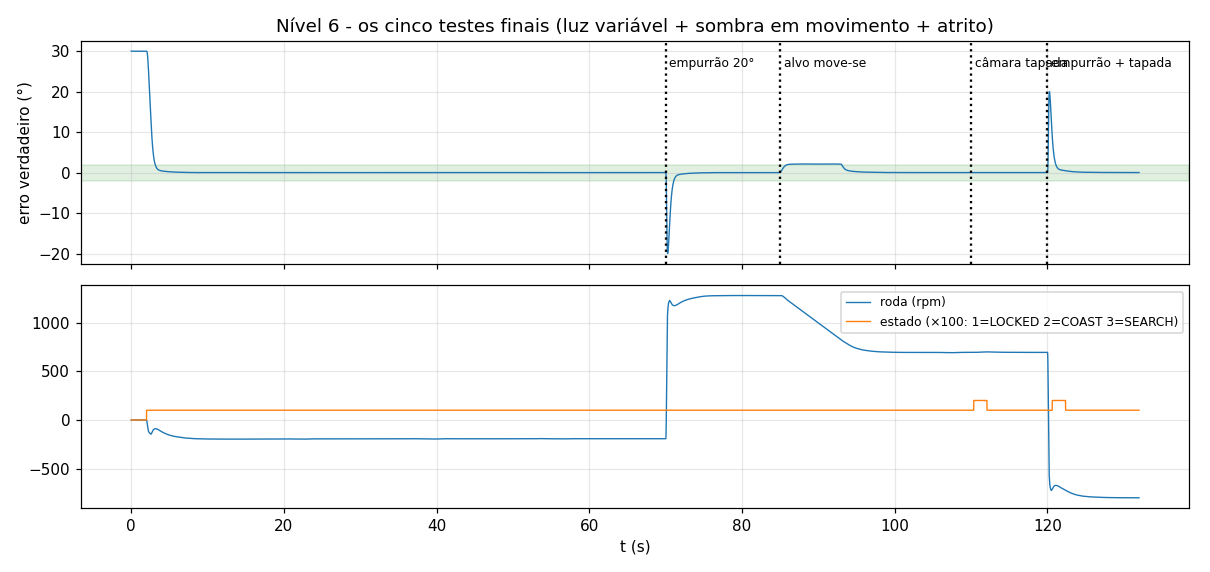 Nível 6 - os cinco testes finais (luz variável + sombra em movimento + atrito)
erro verdadeiro (°)
30
20
10
0
−10
−20
empurrão 20°
alvo move-se
câmara tapada
empurrão + tapada
1000
500
0
−500
roda (rpm)
estado (×100: 1=LOCKED 2=COAST 3=SEARCH)
0
20
40
60
80
100
120
t (s)